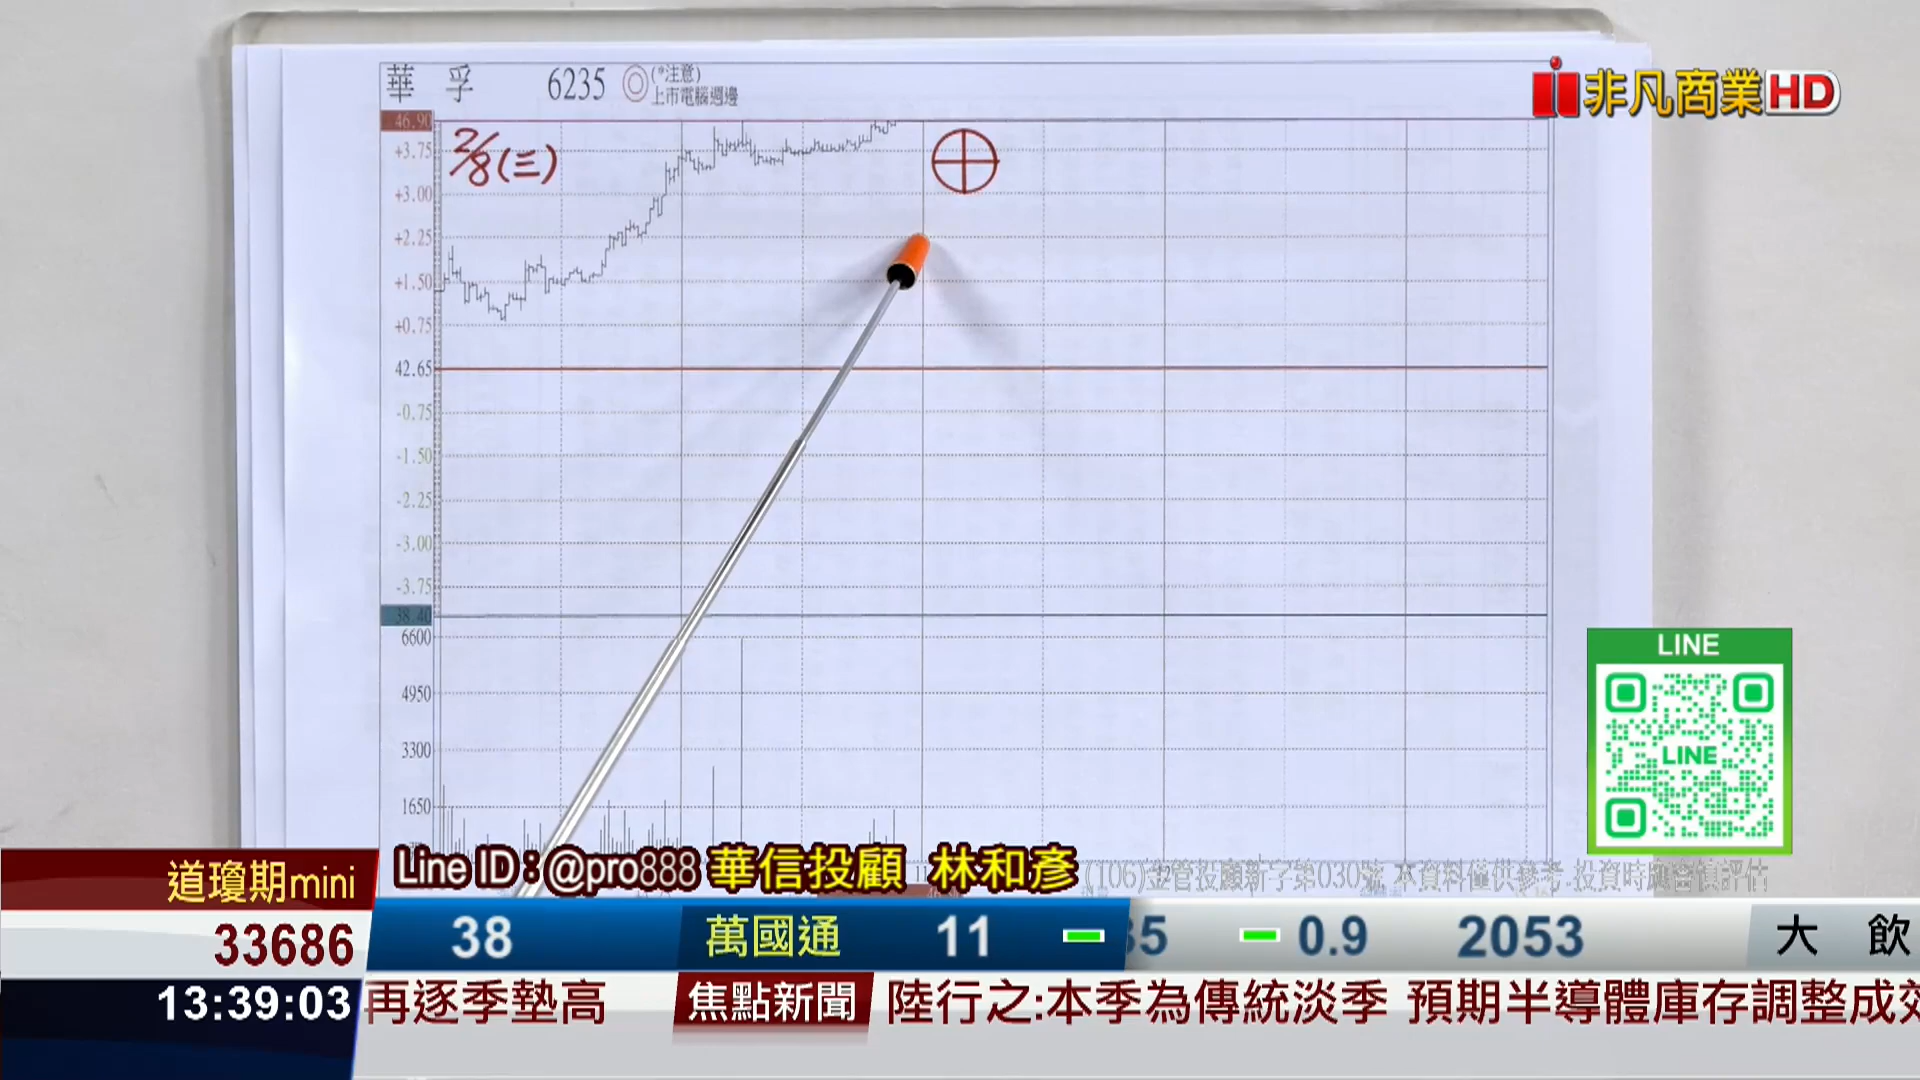 華孚 6235 ◎ (*注意)
上市電腦週邊
非凡商業HD
2/8(三)
46.90
+3.75
+3.00
+2.25
+1.50
+0.75
42.65
-0.75
-1.50
-2.25
-3.00
-3.75
38.40
6600
4950
3300
1650
LINE
LINE
Line ID : @pro888 華信投顧 林和彥
(106)金管投顧新字第030號 本資料僅供參考.投資時應審慎評估
道瓊期mini
33686
38 萬國通 11 35 0.9 2053 大飲
13:39:03
再逐季墊高 焦點新聞 陸行之:本季為傳統淡季 預期半導體庫存調整成效